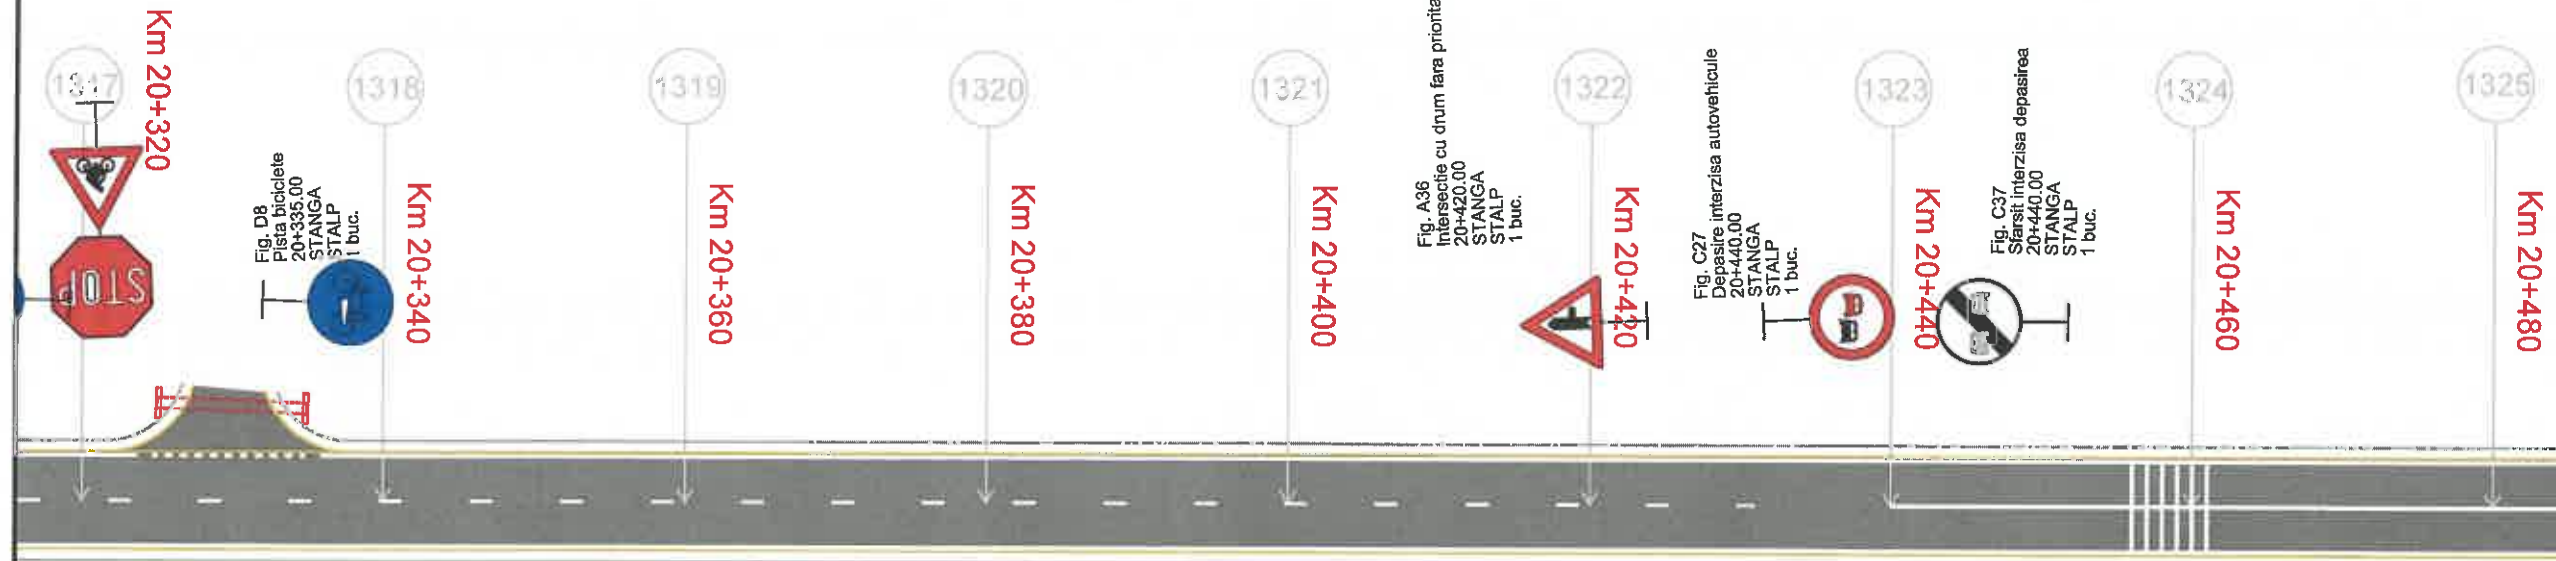 1317
Km 20+320
STOP
Fig. D8
Pista biciclete
20+335.00
STANGA
STALP
1 buc.
1318
Km 20+340
1319
Km 20+360
1320
Km 20+380
1321
Km 20+400
Fig. A36
Intersectie cu drum fara priorita
20+420.00
STANGA
STALP
1 buc.
1322
Km 20+420
Fig. C27
Depasire interzisa autovehicule
20+440.00
STANGA
STALP
1 buc.
1323
Km 20+440
Fig. C37
Sfarsit interzisa depasirea
20+440.00
STANGA
STALP
1 buc.
1324
Km 20+460
1325
Km 20+480